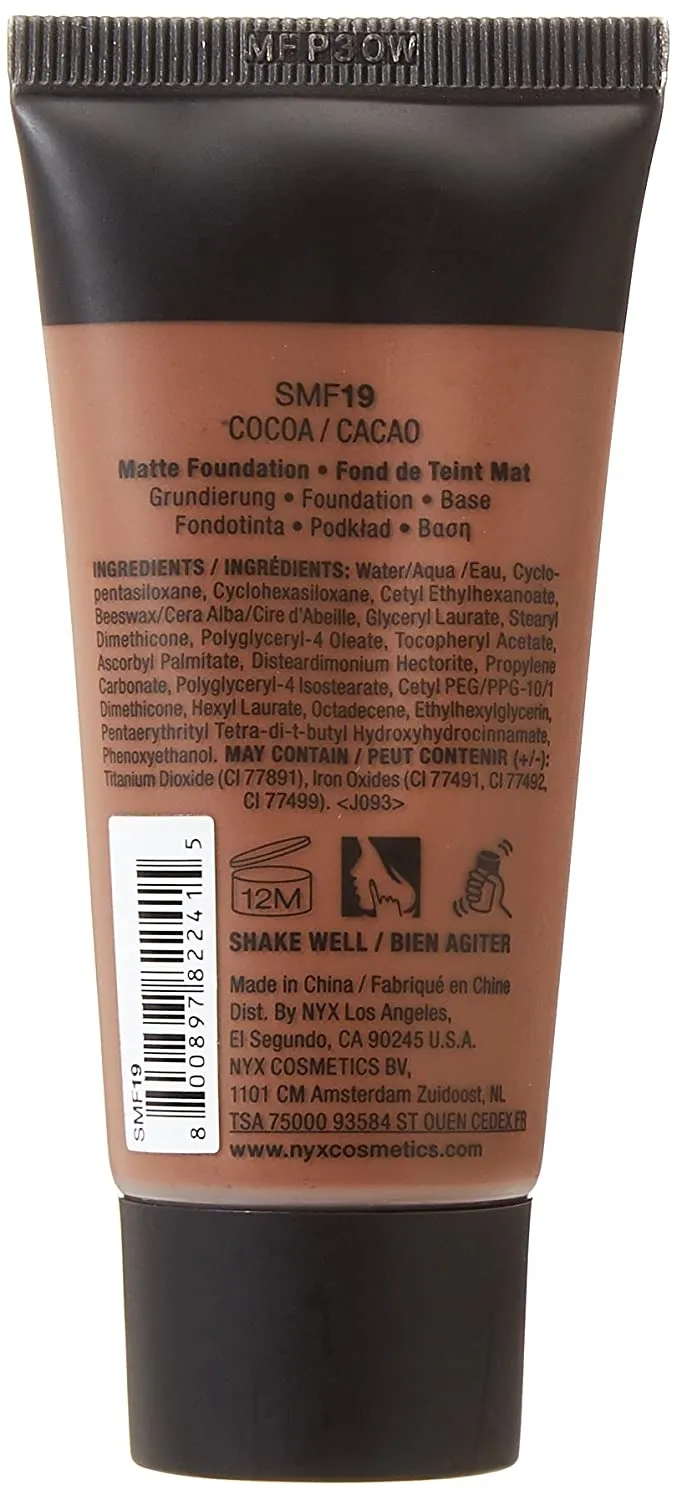 MFP30W
SMF19
COCOA / CACAO
Matte Foundation • Fond de Teint Mat
Grundierung • Foundation • Base
Fondotinta • Podkład • Βαση
INGREDIENTS / INGRÉDIENTS: Water/Aqua /Eau, Cyclo-
pentasiloxane, Cyclohexasiloxane, Cetyl Ethylhexanoate,
Beeswax/Cera Alba/Cire d'Abeille, Glyceryl Laurate, Stearyl
Dimethicone, Polyglyceryl-4 Oleate, Tocopheryl Acetate,
Ascorbyl Palmitate, Disteardimonium Hectorite, Propylene
Carbonate, Polyglyceryl-4 Isostearate, Cetyl PEG/PPG-10/1
Dimethicone, Hexyl Laurate, Octadecene, Ethylhexylglycerin,
Pentaerythrityl Tetra-di-t-butyl Hydroxyhydrocinnamate,
Phenoxyethanol. MAY CONTAIN / PEUT CONTENIR (+/-):
Titanium Dioxide (CI 77891), Iron Oxides (CI 77491, CI 77492,
CI 77499). <J093>
12M
SHAKE WELL / BIEN AGITER
Made in China / Fabriqué en Chine
Dist. By NYX Los Angeles,
El Segundo, CA 90245 U.S.A.
NYX COSMETICS BV,
1101 CM Amsterdam Zuidoost, NL
TSA 75000 93584 ST OUEN CEDEX FR
www.nyxcosmetics.com
SMF19
8 00897 82241 5